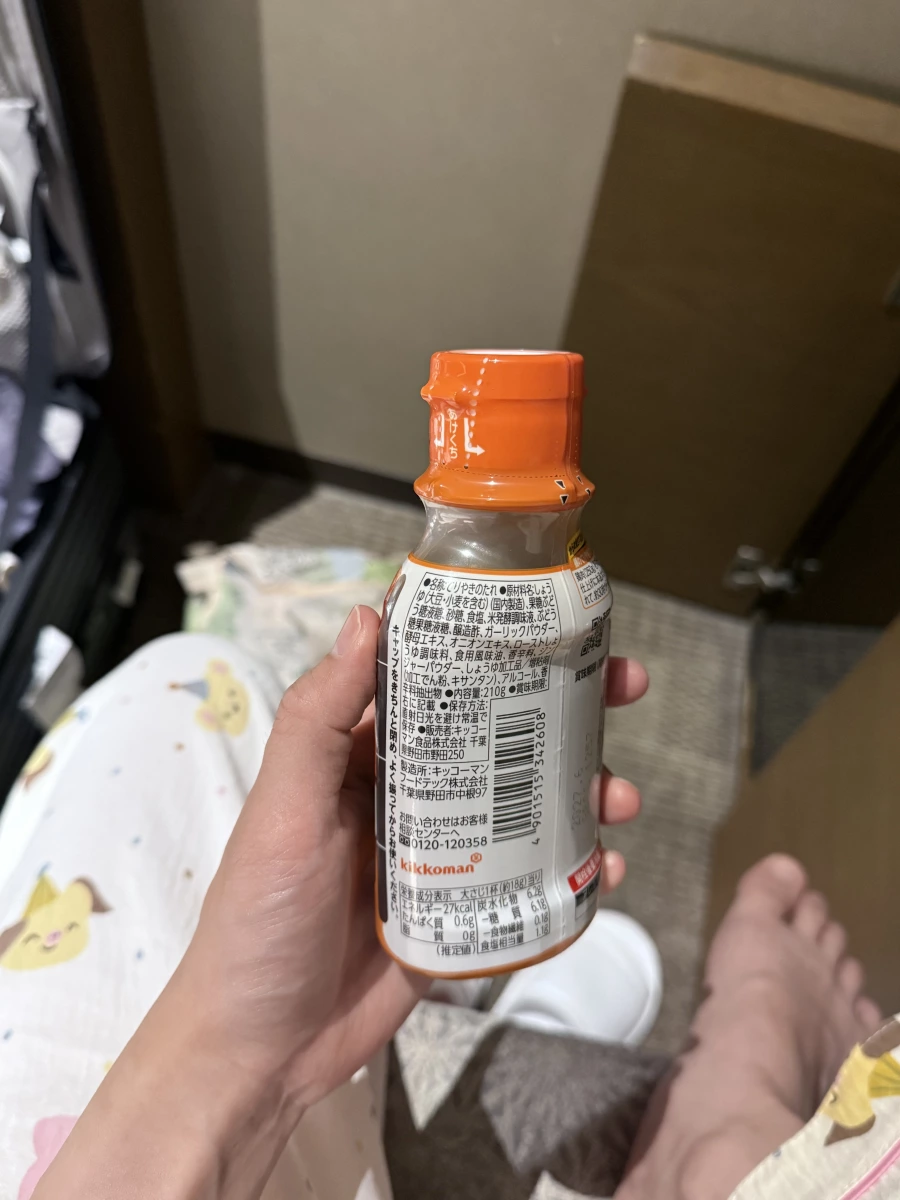 あけくち
●名称:てりやきのたれ ●原材料名:しょう
ゆ(大豆・小麦を含む)(国内製造)、果糖ぶど
う糖液糖、砂糖、食塩、米発酵調味液、ぶどう
糖果糖液糖、醸造酢、ガーリックパウダー、
酵母エキス、オニオンエキス、ローストしょ
うゆ調味料、食用風味油、香辛料、ジン
ジャーパウダー、しょうゆ加工品/増粘剤
(加工でん粉、キサンタン)、アルコール、香
辛料抽出物 ●内容量:210g ●賞味期限:
右に記載 ●保存方法:
直射日光を避け常温で
保存 ●販売者:キッコー
マン食品株式会社 千葉
県野田市野田250
製造所:キッコーマン
フードテック株式会社
千葉県野田市中根97
お問い合わせはお客様
相談センターへ
0120-120358
4 901515 342608
kikkoman®
栄養成分表示 大さじ1杯(約18g)当り
エネルギー27kcal
たんぱく質 0.6g
脂質 0g
炭水化物 6.2g
-糖質 6.1g
-食物繊維 0.1g
食塩相当量 1.1g
(推定値)
キャップをきちんと閉め、よく振ってからお使いください。
賞味期限